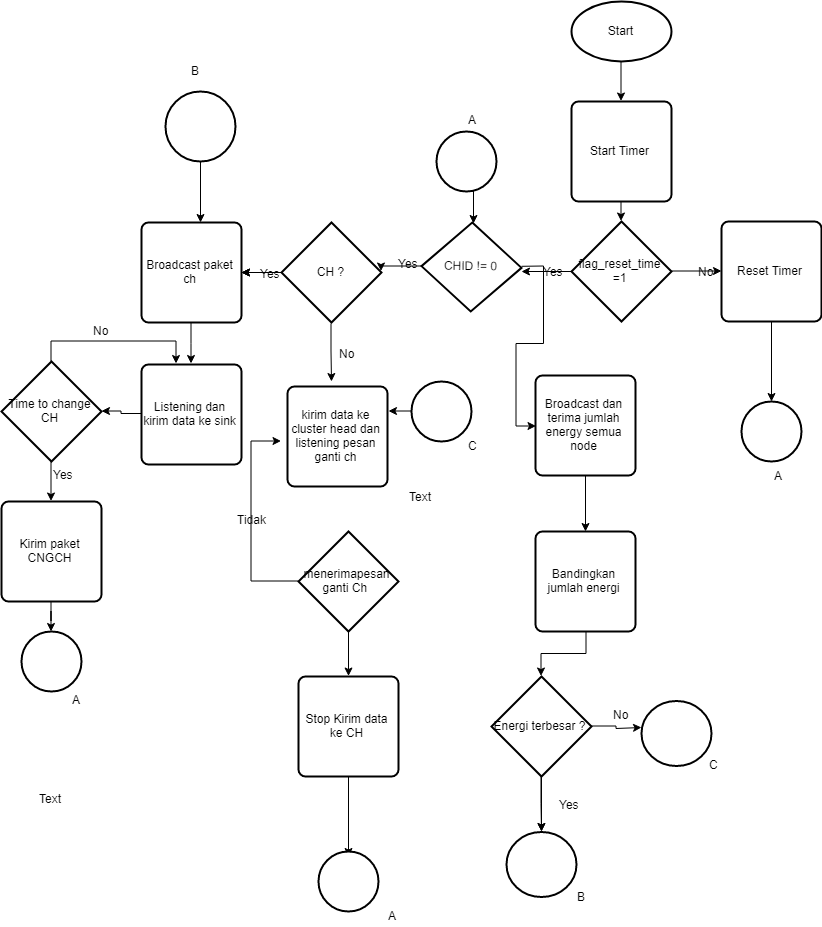 Start
B
A
Start Timer
Broadcast paket
ch
Yes
CH ?
Yes
CHID != 0
Yes
flag_reset_time
=1
No
Reset Timer
No
No
Time to change
CH
Listening dan
kirim data ke sink
kirim data ke
cluster head dan
listening pesan
ganti ch
C
Broadcast dan
terima jumlah
energy semua
node
A
Yes
Text
Tidak
Kirim paket
CNGCH
menerimapesan
ganti Ch
Bandingkan
jumlah energi
A
Stop Kirim data
ke CH
Energi terbesar ?
No
C
Text
Yes
B
A